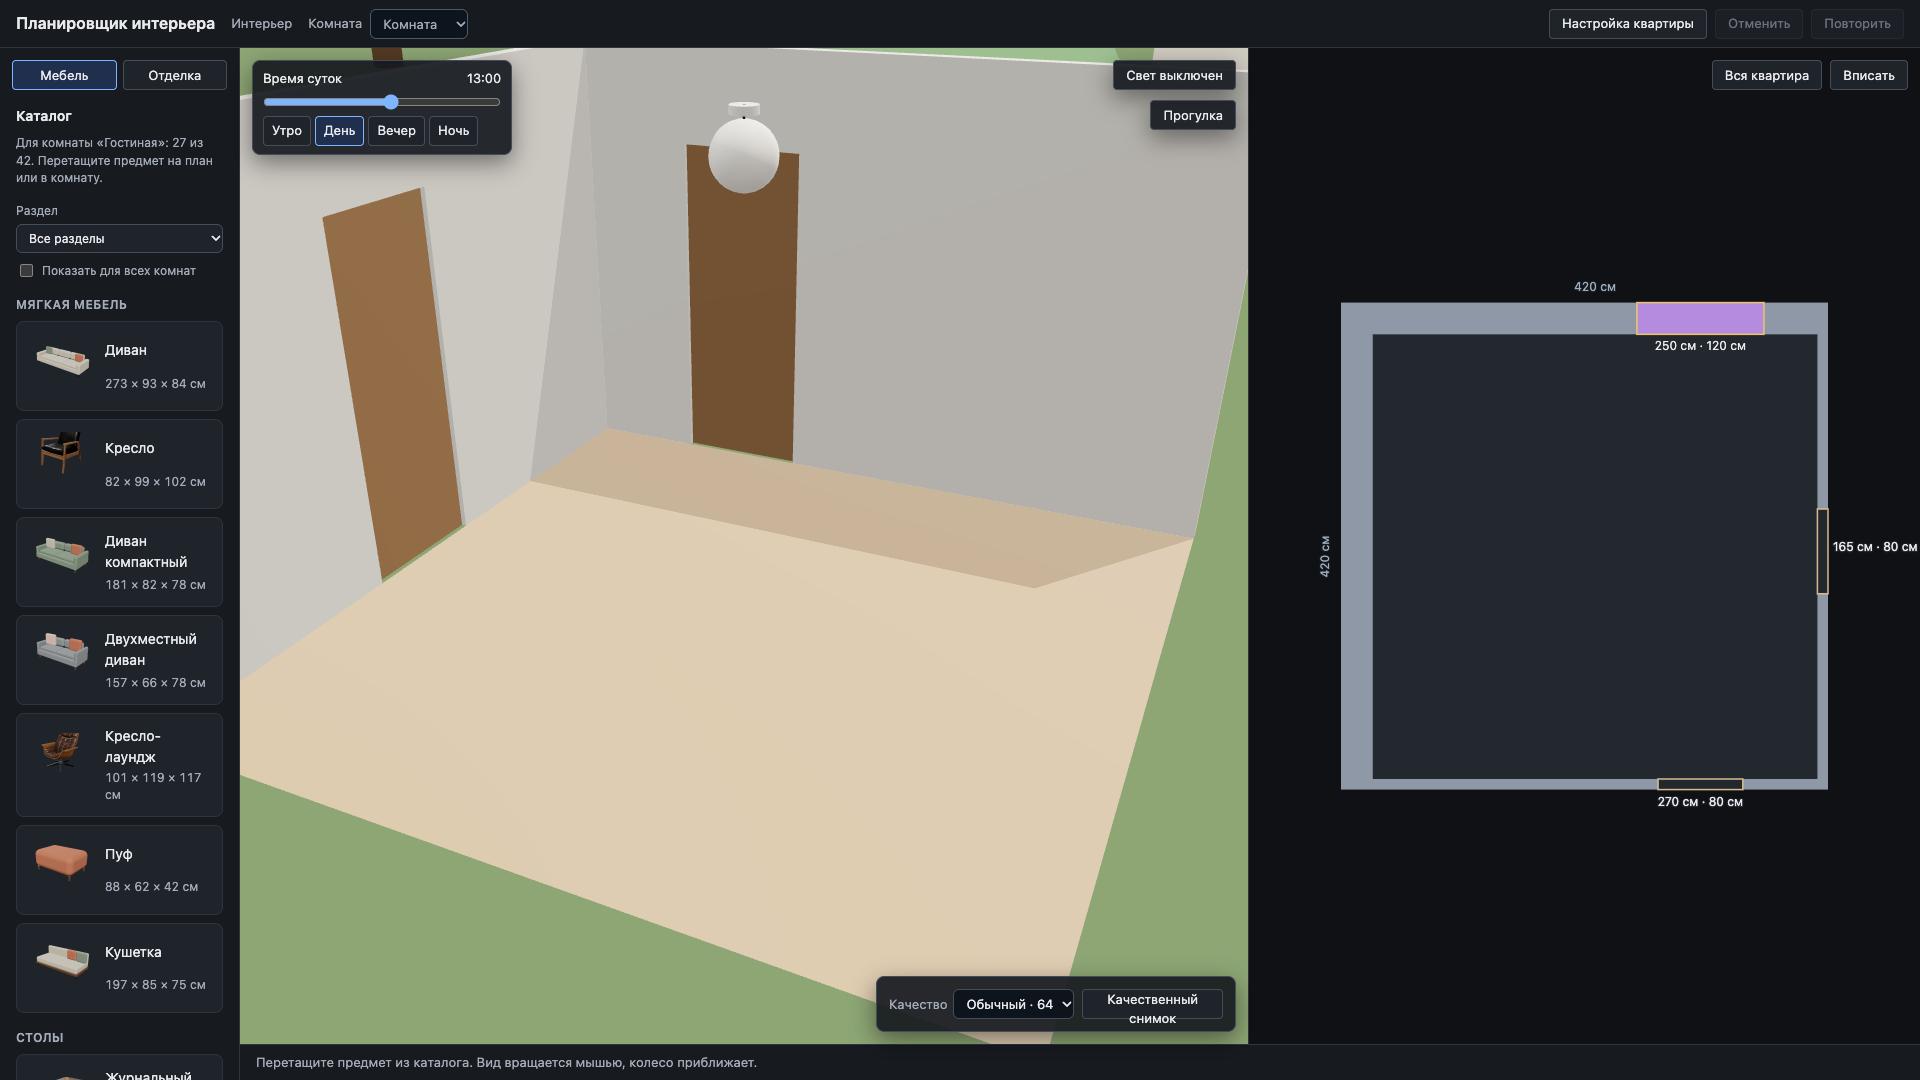 Планировщик интерьера
Интерьер
Комната
Комната
Настройка квартиры
Отменить
Повторить
Мебель
Отделка
Каталог
Для комнаты «Гостиная»: 27 из
42. Перетащите предмет на план
или в комнату.
Раздел
Все разделы
Показать для всех комнат
МЯГКАЯ МЕБЕЛЬ
Диван
273 × 93 × 84 см
Кресло
82 × 99 × 102 см
Диван
компактный
181 × 82 × 78 см
Двухместный
диван
157 × 66 × 78 см
Кресло-
лаундж
101 × 119 × 117
см
Пуф
88 × 62 × 42 см
Кушетка
197 × 85 × 75 см
СТОЛЫ
Журнальный
Время суток
13:00
Утро
День
Вечер
Ночь
Свет выключен
Прогулка
Качество
Обычный · 64
Качественный
снимок
Вся квартира
Вписать
420 см
250 см · 120 см
420 см
165 см · 80 см
270 см · 80 см
Перетащите предмет из каталога. Вид вращается мышью, колесо приближает.